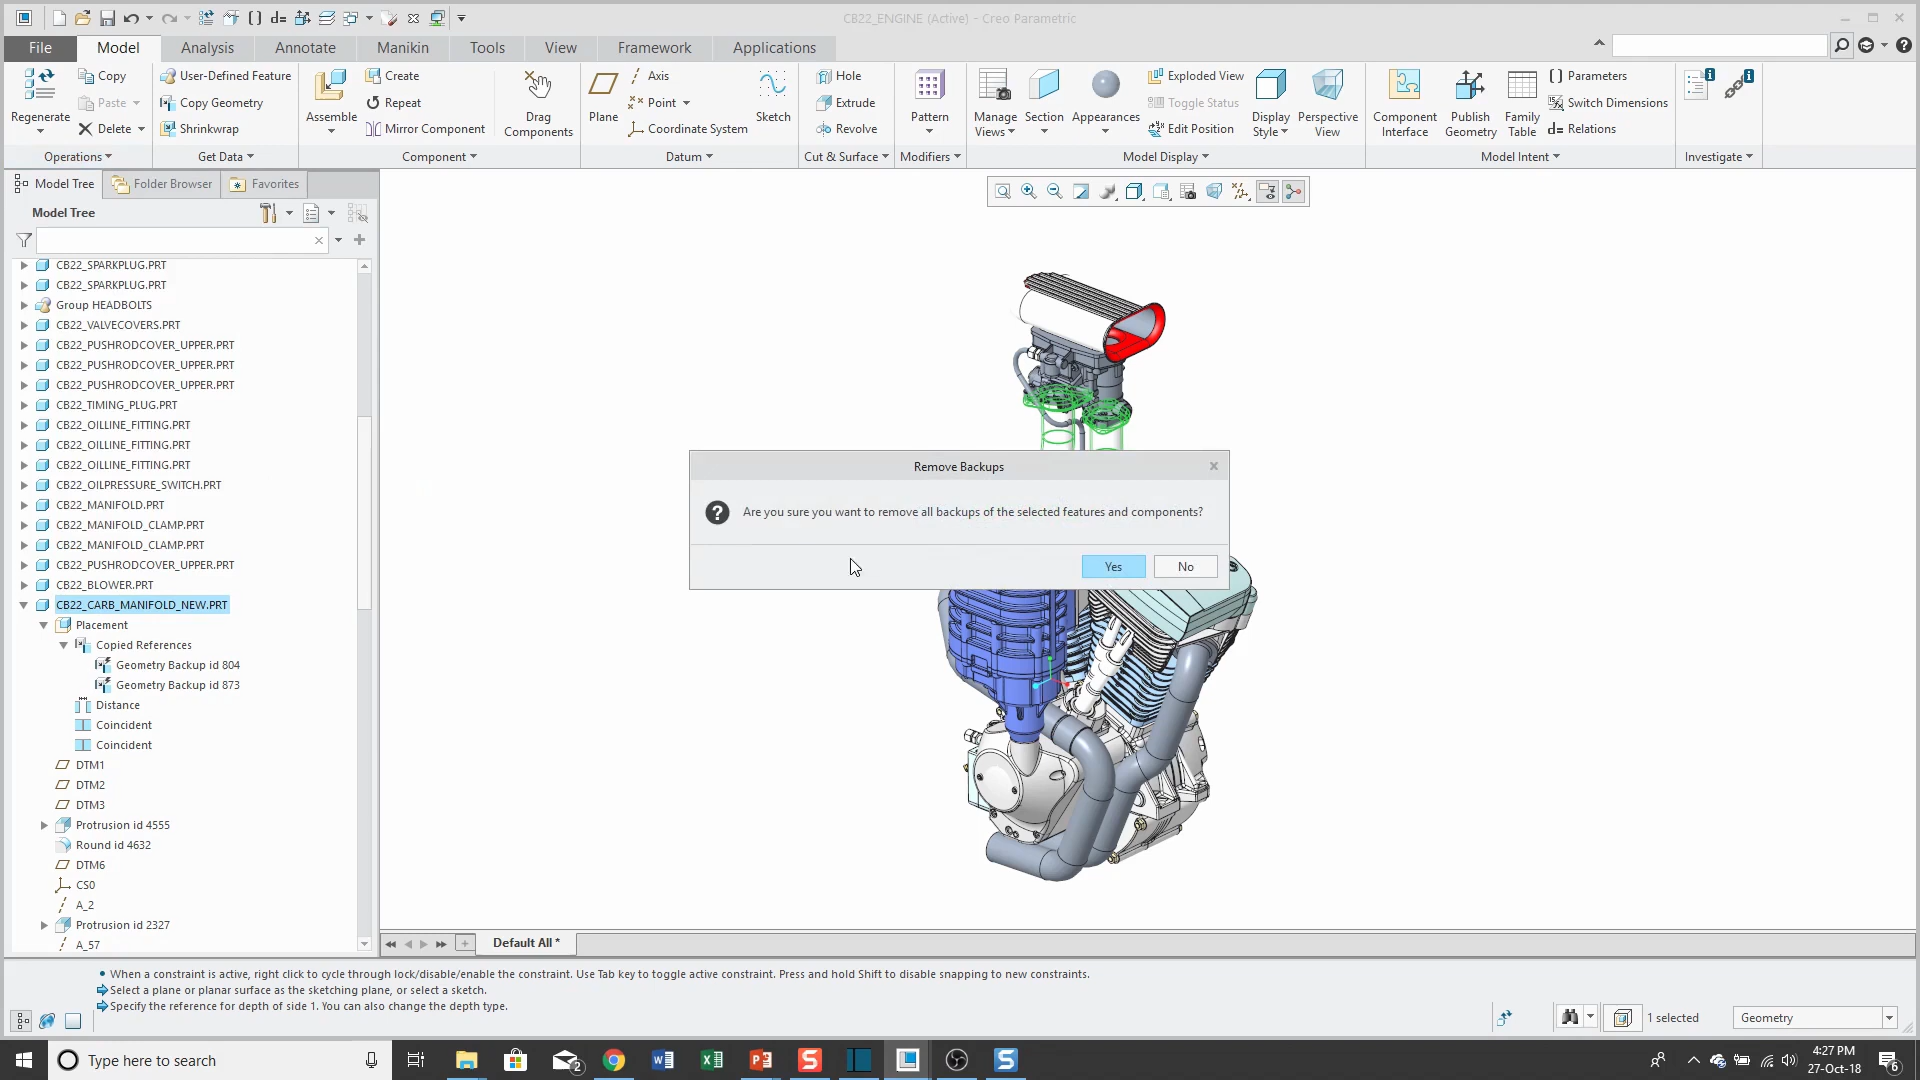 CB22_ENGINE (Active) - Creo Parametric
File Model Analysis Annotate Manikin Tools View Framework Applications
Regenerate
Copy
Paste
Delete
Operations
User-Defined Feature
Copy Geometry
Shrinkwrap
Get Data
Assemble
Create
Repeat
Mirror Component
Drag Components
Component
Plane
Axis
Point
Coordinate System
Sketch
Datum
Hole
Extrude
Revolve
Cut & Surface
Pattern
Modifiers
Manage Views
Section
Appearances
Exploded View
Toggle Status
Edit Position
Display Style
Perspective View
Model Display
Component Interface
Publish Geometry
Family Table
Parameters
Switch Dimensions
Relations
Model Intent
Investigate
Model Tree Folder Browser Favorites
Model Tree
CB22_SPARKPLUG.PRT
CB22_SPARKPLUG.PRT
Group HEADBOLTS
CB22_VALVECOVERS.PRT
CB22_PUSHRODCOVER_UPPER.PRT
CB22_PUSHRODCOVER_UPPER.PRT
CB22_PUSHRODCOVER_UPPER.PRT
CB22_TIMING_PLUG.PRT
CB22_OILLINE_FITTING.PRT
CB22_OILLINE_FITTING.PRT
CB22_OILLINE_FITTING.PRT
CB22_OILPRESSURE_SWITCH.PRT
CB22_MANIFOLD.PRT
CB22_MANIFOLD_CLAMP.PRT
CB22_MANIFOLD_CLAMP.PRT
CB22_PUSHRODCOVER_UPPER.PRT
CB22_BLOWER.PRT
CB22_CARB_MANIFOLD_NEW.PRT
Placement
Copied References
Geometry Backup id 804
Geometry Backup id 873
Distance
Coincident
Coincident
DTM1
DTM2
DTM3
Protrusion id 4555
Round id 4632
DTM6
CS0
A_2
Protrusion id 2327
A_57
Remove Backups
Are you sure you want to remove all backups of the selected features and components?
Yes No
Default All *
• When a constraint is active, right click to cycle through lock/disable/enable the constraint. Use Tab key to toggle active constraint. Press and hold Shift to disable snapping to new constraints.
Select a plane or planar surface as the sketching plane, or select a sketch.
Specify the reference for depth of side 1. You can also change the depth type.
1 selected
Geometry
Type here to search
2
4:27 PM
27-Oct-18
6